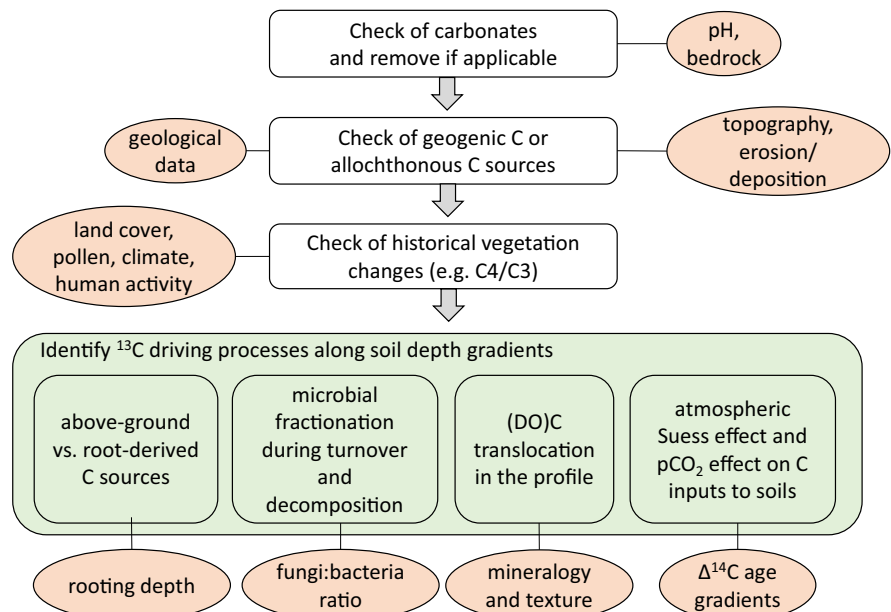 Check of carbonates
and remove if applicable
pH,
bedrock
geological
data
Check of geogenic C or
allochthonous C sources
topography,
erosion/
deposition
land cover,
pollen, climate,
human activity
Check of historical vegetation
changes (e.g. C4/C3)
Identify ¹³C driving processes along soil depth gradients
above-ground
vs. root-derived
C sources
microbial
fractionation
during turnover
and
decomposition
(DO)C
translocation
in the profile
atmospheric
Suess effect and
pCO₂ effect on C
inputs to soils
rooting depth
fungi:bacteria
ratio
mineralogy
and texture
Δ¹⁴C age
gradients